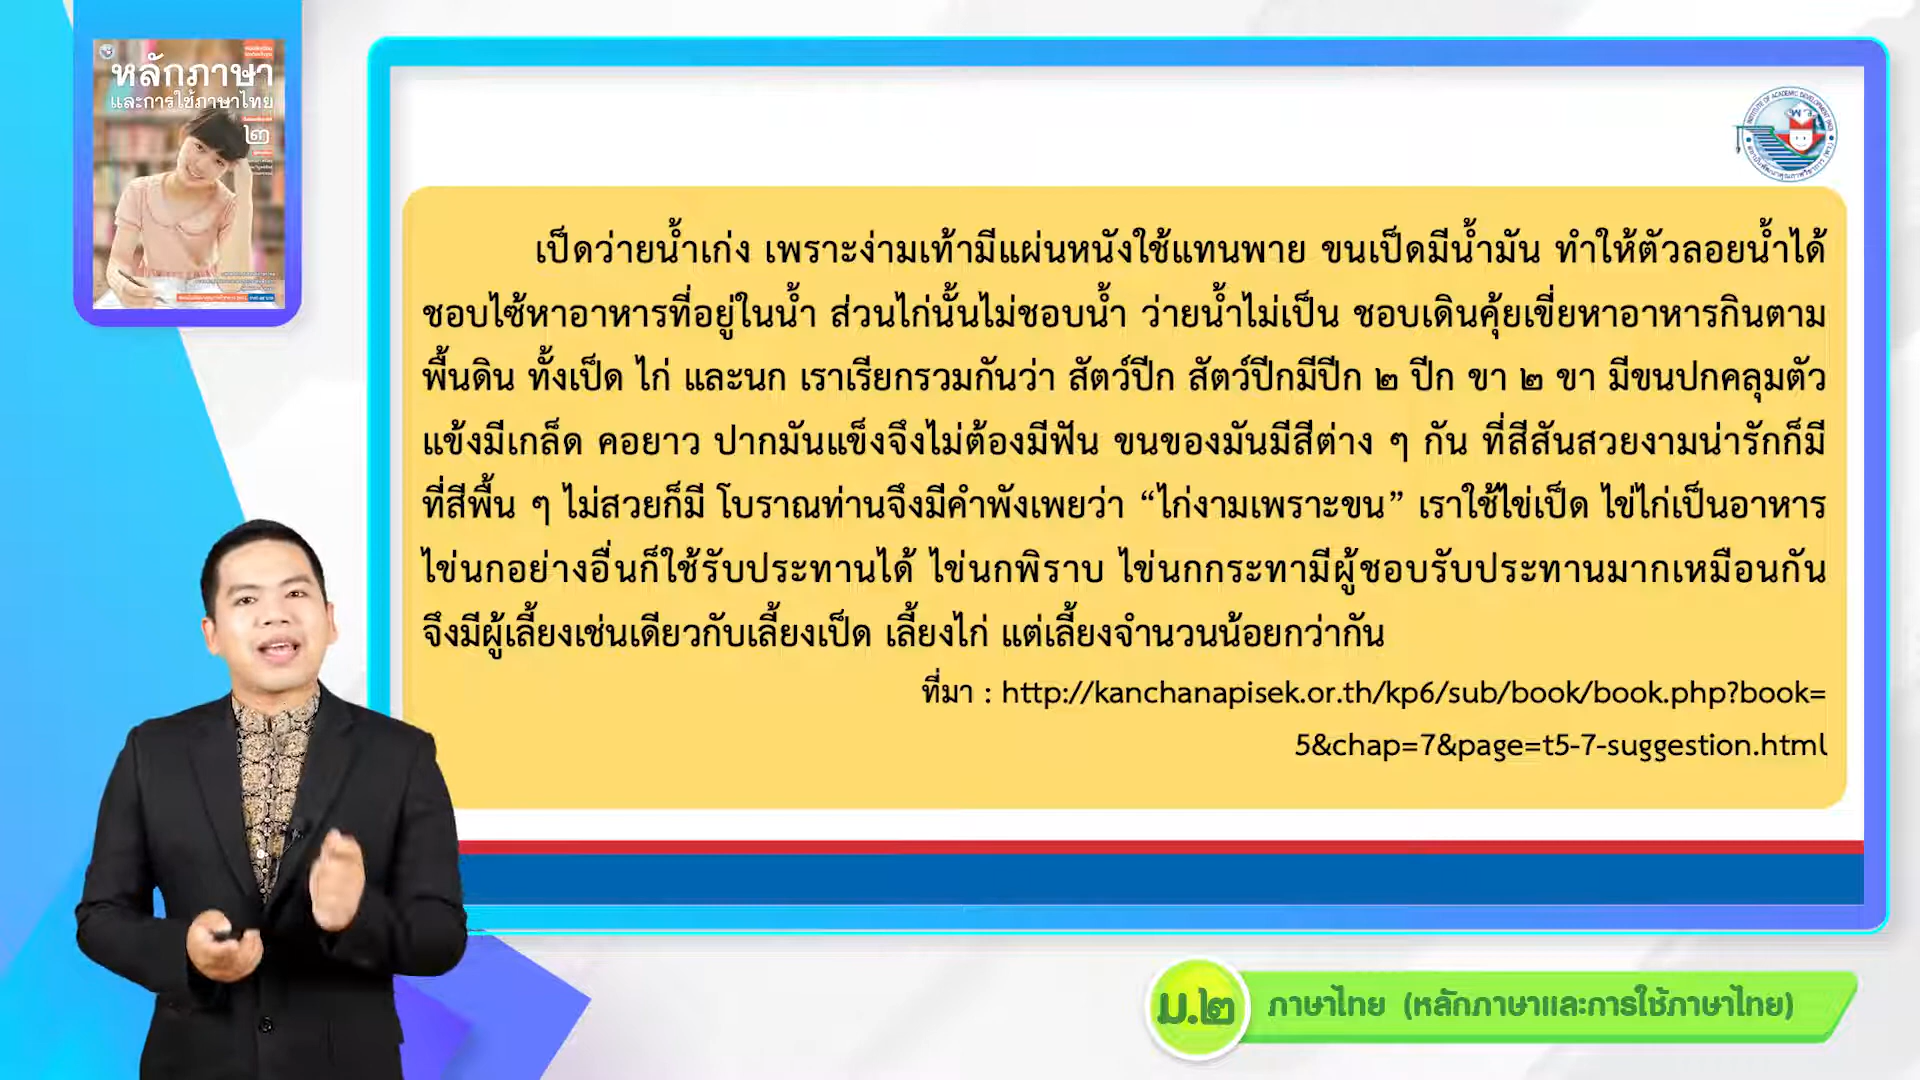 หลักภาษา
และการใช้ภาษาไทย
๒
เป็ดว่ายน้ำเก่ง เพราะง่ามเท้ามีแผ่นหนังใช้แทนพาย ขนเป็ดมีน้ำมัน ทำให้ตัวลอยน้ำได้
ชอบไซ้หาอาหารที่อยู่ในน้ำ ส่วนไก่นั้นไม่ชอบน้ำ ว่ายน้ำไม่เป็น ชอบเดินคุ้ยเขี่ยหาอาหารกินตาม
พื้นดิน ทั้งเป็ด ไก่ และนก เราเรียกรวมกันว่า สัตว์ปีก สัตว์ปีกมีปีก ๒ ปีก ขา ๒ ขา มีขนปกคลุมตัว
แข้งมีเกล็ด คอยาว ปากมันแข็งจึงไม่ต้องมีฟัน ขนของมันมีสีต่าง ๆ กัน ที่สีสันสวยงามน่ารักก็มี
ที่สีพื้น ๆ ไม่สวยก็มี โบราณท่านจึงมีคำพังเพยว่า “ไก่งามเพราะขน” เราใช้ไข่เป็ด ไข่ไก่เป็นอาหาร
ไข่นกอย่างอื่นก็ใช้รับประทานได้ ไข่นกพิราบ ไข่นกกระทามีผู้ชอบรับประทานมากเหมือนกัน
จึงมีผู้เลี้ยงเช่นเดียวกับเลี้ยงเป็ด เลี้ยงไก่ แต่เลี้ยงจำนวนน้อยกว่ากัน
ที่มา : http://kanchanapisek.or.th/kp6/sub/book/book.php?book=
5&chap=7&page=t5-7-suggestion.html
ม.๒ ภาษาไทย (หลักภาษาและการใช้ภาษาไทย)